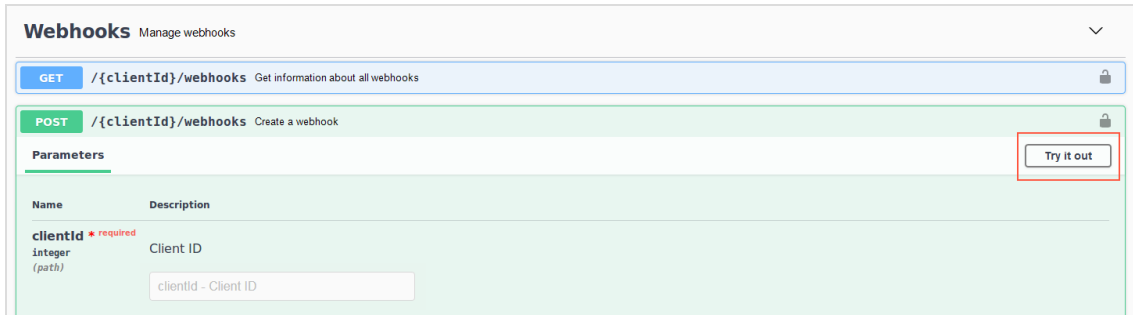 Webhooks Manage webhooks
GET /{clientId}/webhooks Get information about all webhooks
POST /{clientId}/webhooks Create a webhook
Parameters Try it out
Name Description
clientId * required
integer Client ID
(path)
clientId - Client ID